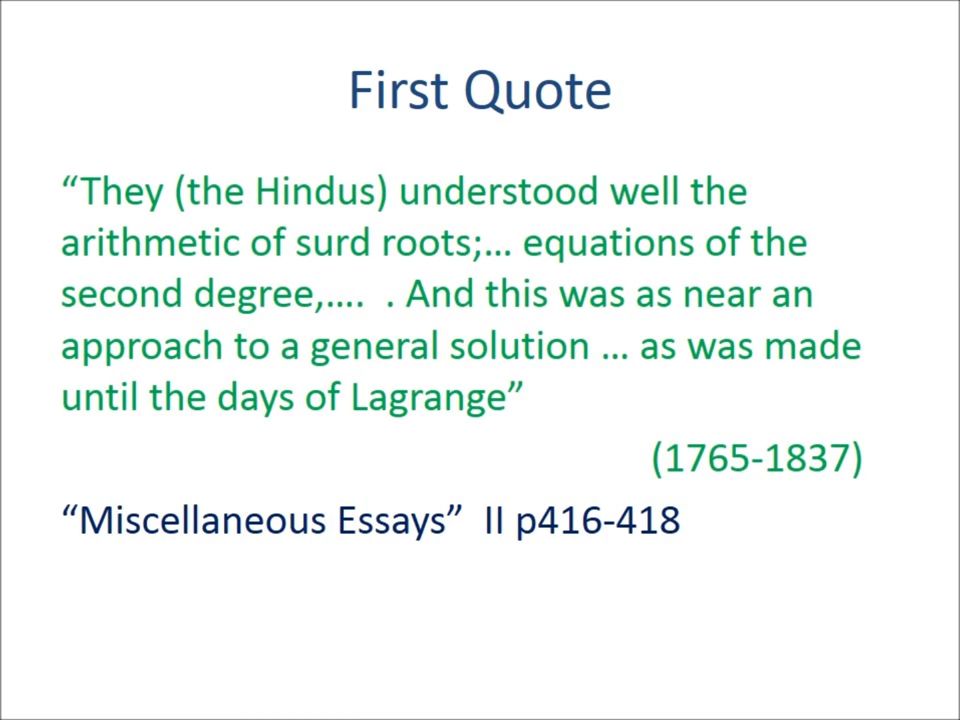 First Quote
“They (the Hindus) understood well the
arithmetic of surd roots;... equations of the
second degree,....  . And this was as near an
approach to a general solution ... as was made
until the days of Lagrange”
(1765-1837)
“Miscellaneous Essays”  II p416-418